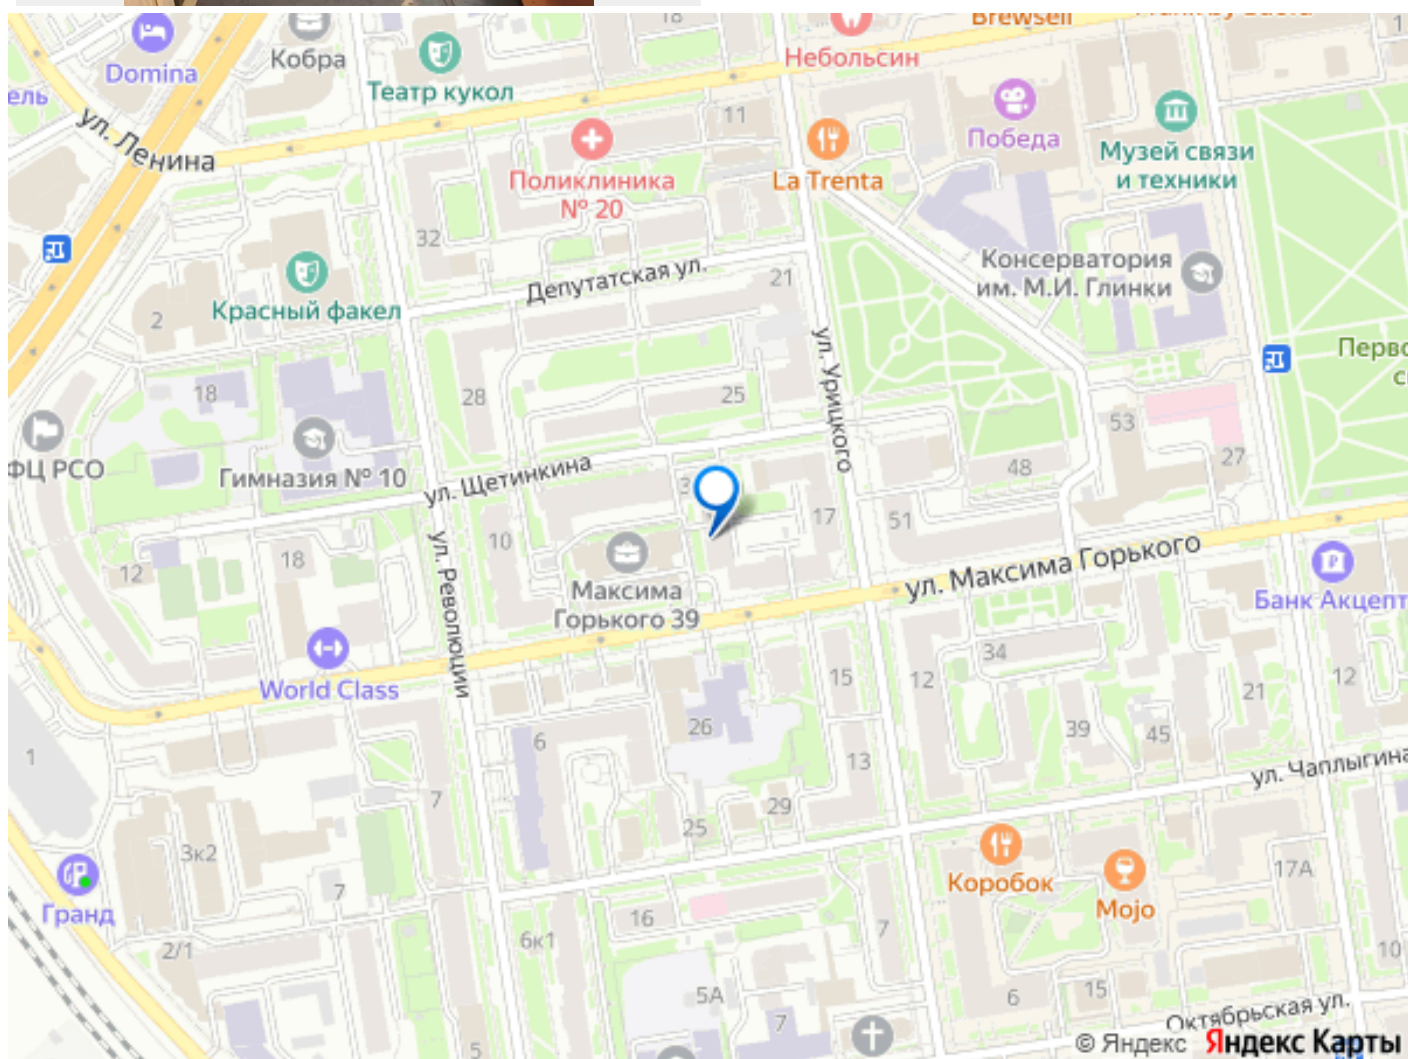 18
Brewsell
Кобра
Небольсин
1
Domina
ель
Театр кукол
ул. Ленина
11
Победа
Музей связи
и техники
Поликлиника
№ 20
La Trenta
32
Депутатская ул.
21
Консерватория
им. М.И. Глинки
2
Красный факел
ул. Урицкого
Перво
с
18
28
25
53
ФЦ РСО
Гимназия № 10
ул. Щетинкина
48
27
3
17
51
10
18
12
Максима
Горького 39
ул. Революции
ул. Максима Горького
Банк Акцепт
World Class
34
15
12
21
12
26
39
45
6
1
13
ул. Чаплыгина
7
29
25
3к2
Коробок
17А
7
Mojo
Гранд
16
7
2/1
6к1
10
5А
6
15
7
Октябрьская ул.
5
© Яндекс Яндекс Карты